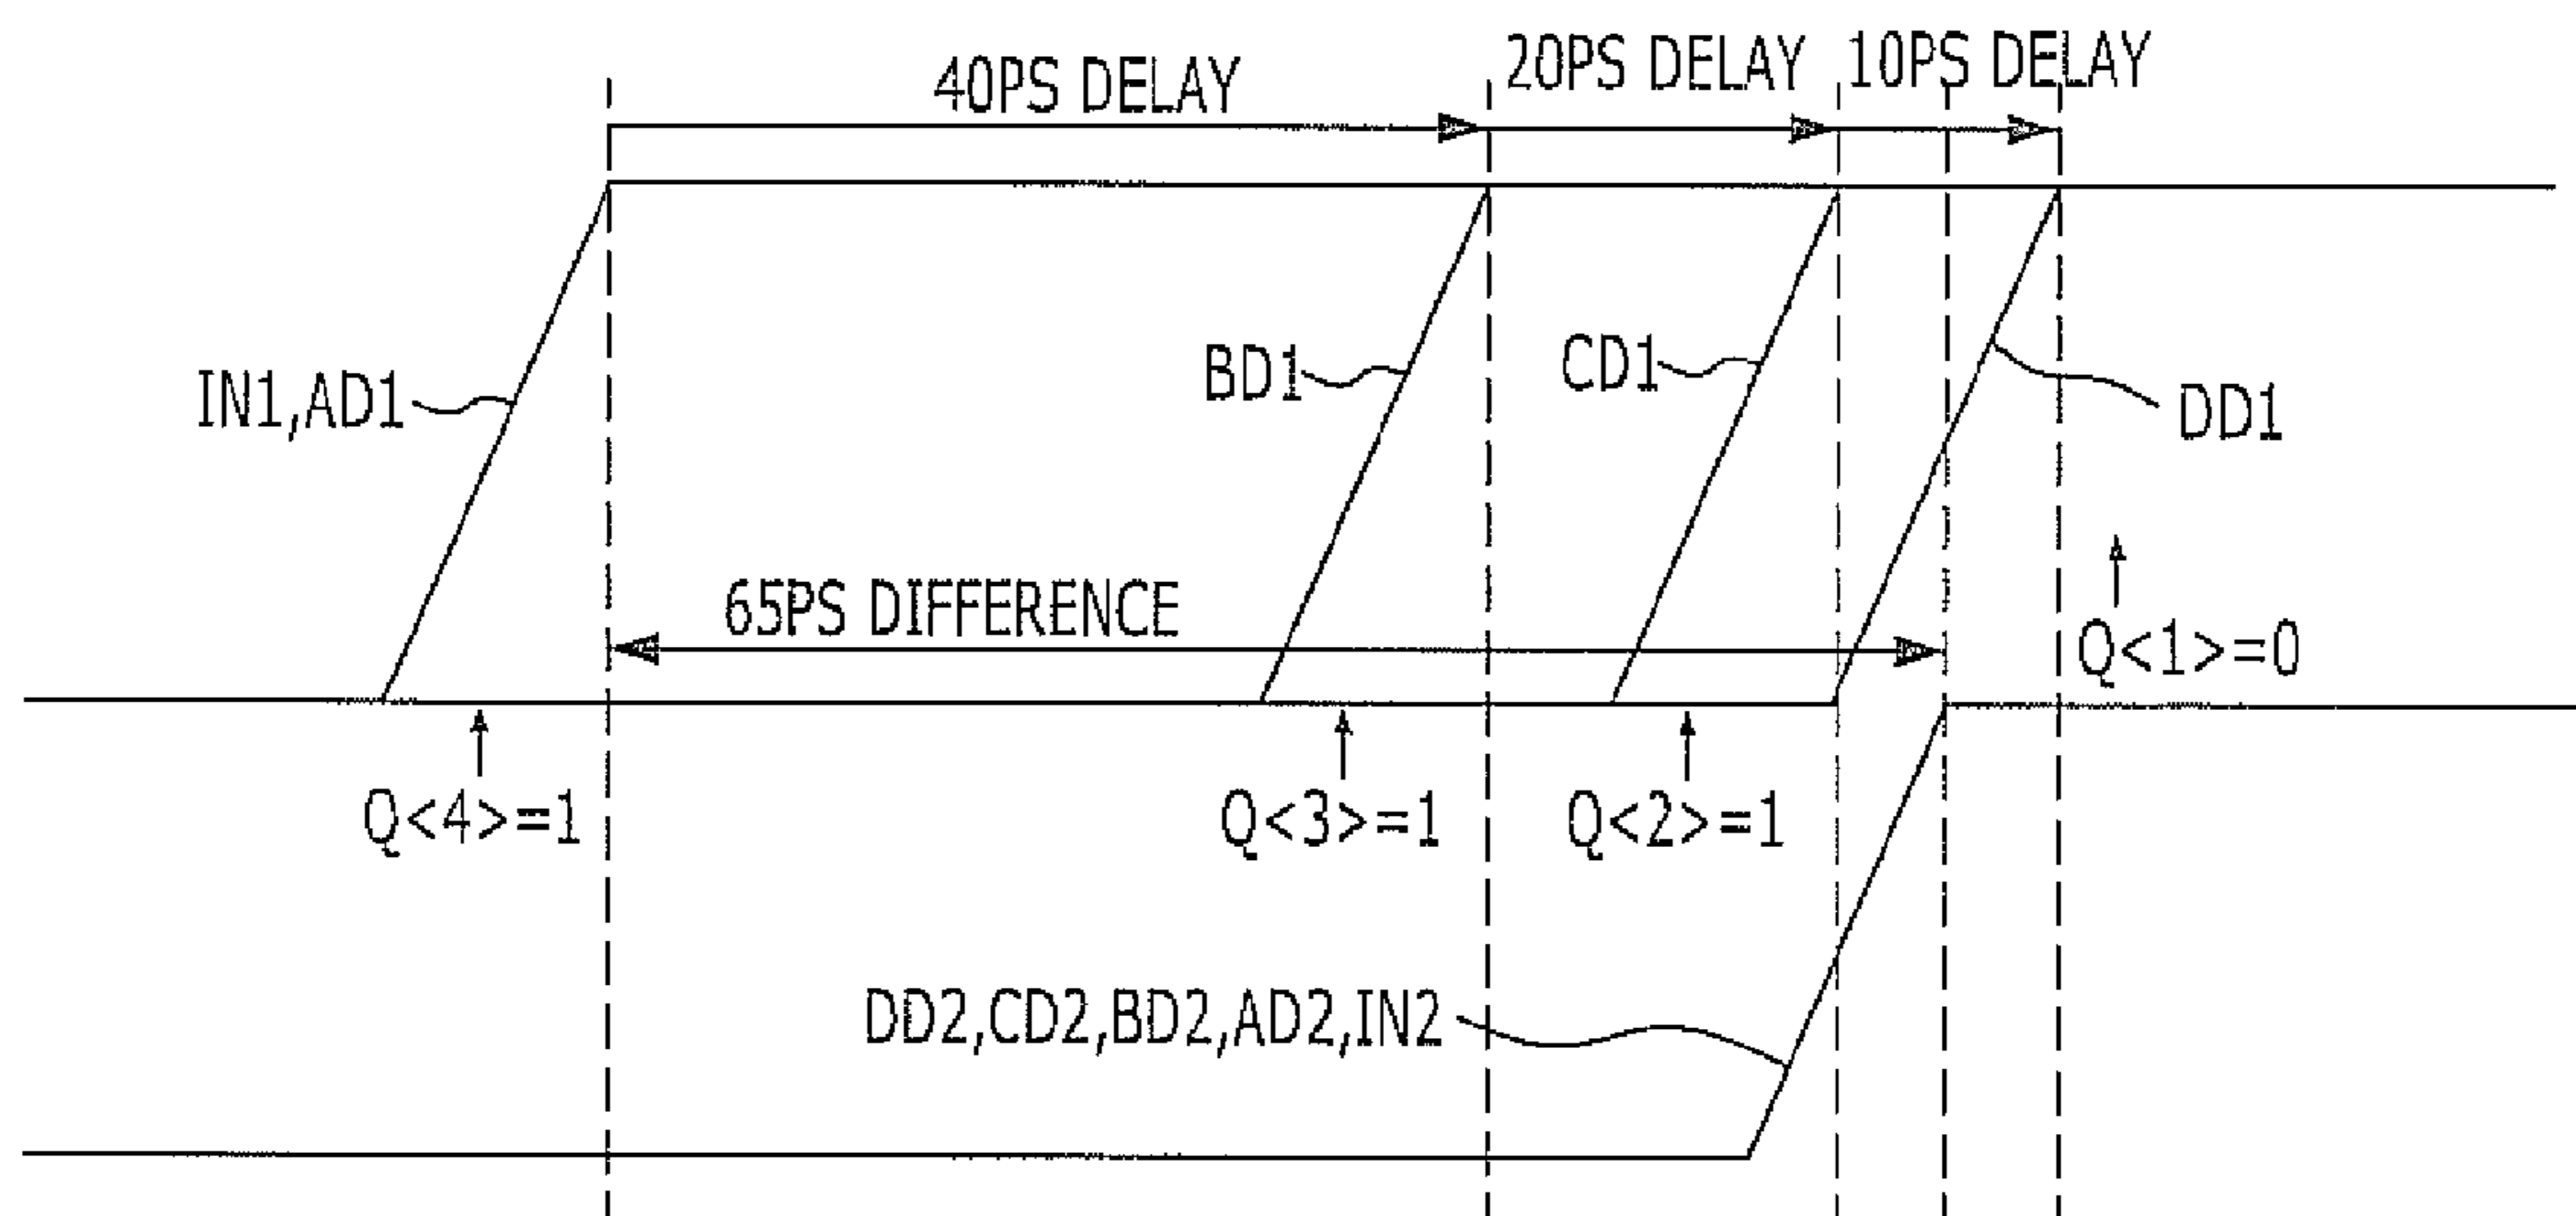 40PS DELAY
20PS DELAY
10PS DELAY
IN1,AD1
BD1
CD1
DD1
65PS DIFFERENCE
Q<1>=0
Q<4>=1
Q<3>=1
Q<2>=1
DD2,CD2,BD2,AD2,IN2